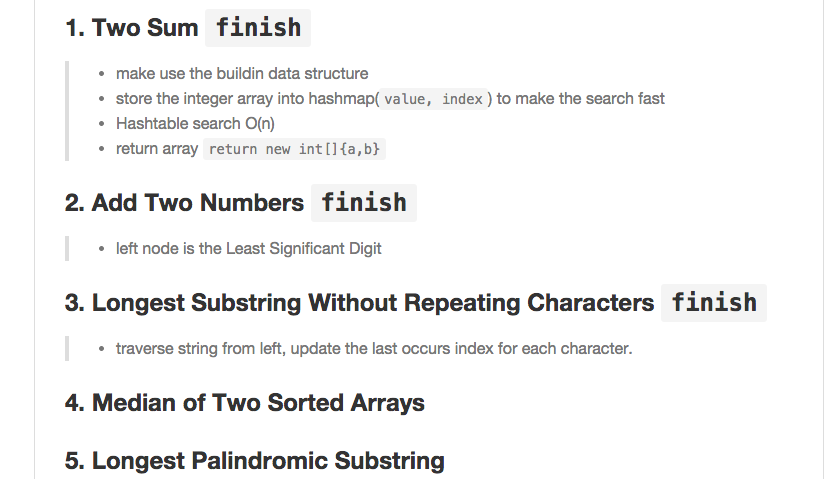 1. Two Sum finish
make use the buildin data structure
store the integer array into hashmap( value, index ) to make the search fast
Hashtable search O(n)
return array return new int[]{a,b}
2. Add Two Numbers finish
left node is the Least Significant Digit
3. Longest Substring Without Repeating Characters finish
traverse string from left, update the last occurs index for each character.
4. Median of Two Sorted Arrays
5. Longest Palindromic Substring